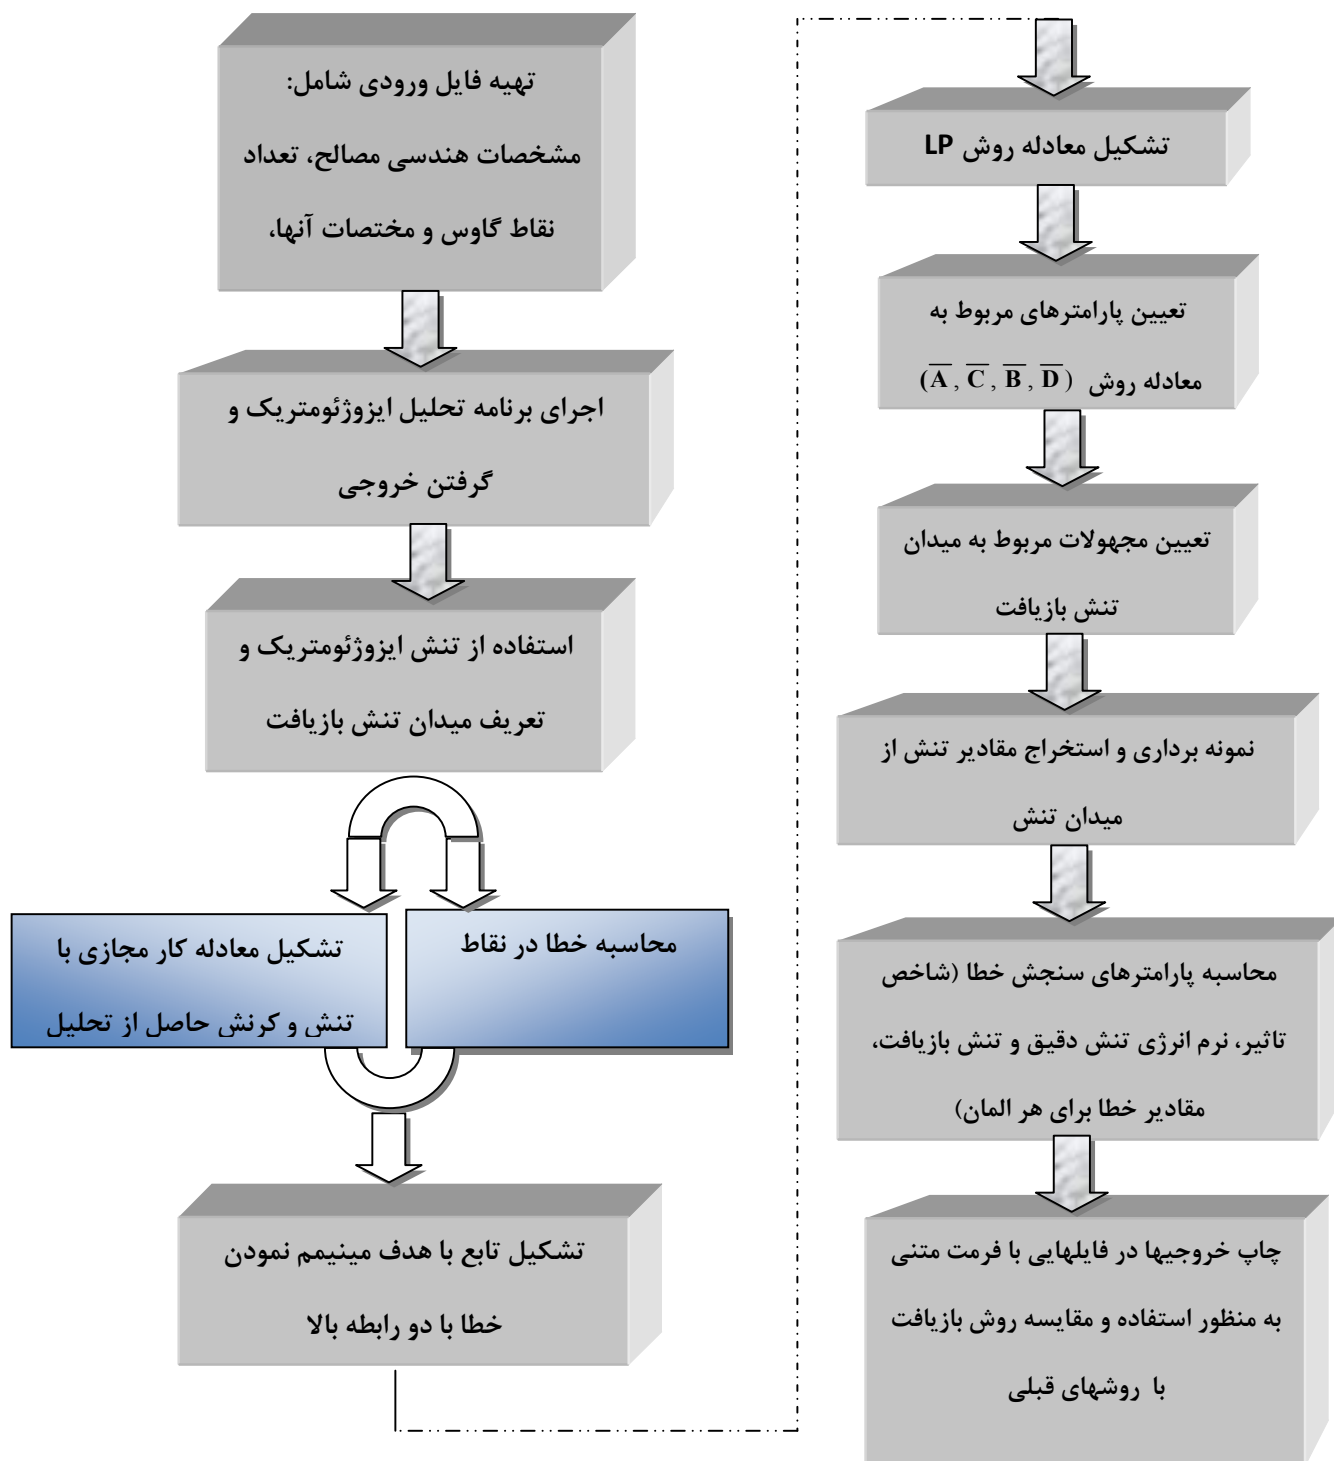 تهیه فایل ورودی شامل:
مشخصات هندسی مصالح، تعداد
نقاط گاوس و مختصات آنها،
اجرای برنامه تحلیل ایزوژئومتریک و
گرفتن خروجی
استفاده از تنش ایزوژئومتریک و
تعریف میدان تنش بازیافت
محاسبه خطا در نقاط
تشکیل معادله کار مجازی با
تنش و کرنش حاصل از تحلیل
تشکیل تابع با هدف مینیمم نمودن
خطا با دو رابطه بالا
تشکیل معادله روش LP
تعیین پارامترهای مربوط به
معادله روش (A̅ , C̅ , B̅ , D̅)
تعیین مجهولات مربوط به میدان
تنش بازیافت
نمونه برداری و استخراج مقادیر تنش از
میدان تنش
محاسبه پارامترهای سنجش خطا (شاخص
تاثیر، نرم انرژی تنش دقیق و تنش بازیافت،
مقادیر خطا برای هر المان)
چاپ خروجیها در فایلهایی با فرمت متنی
به منظور استفاده و مقایسه روش بازیافت
با روشهای قبلی